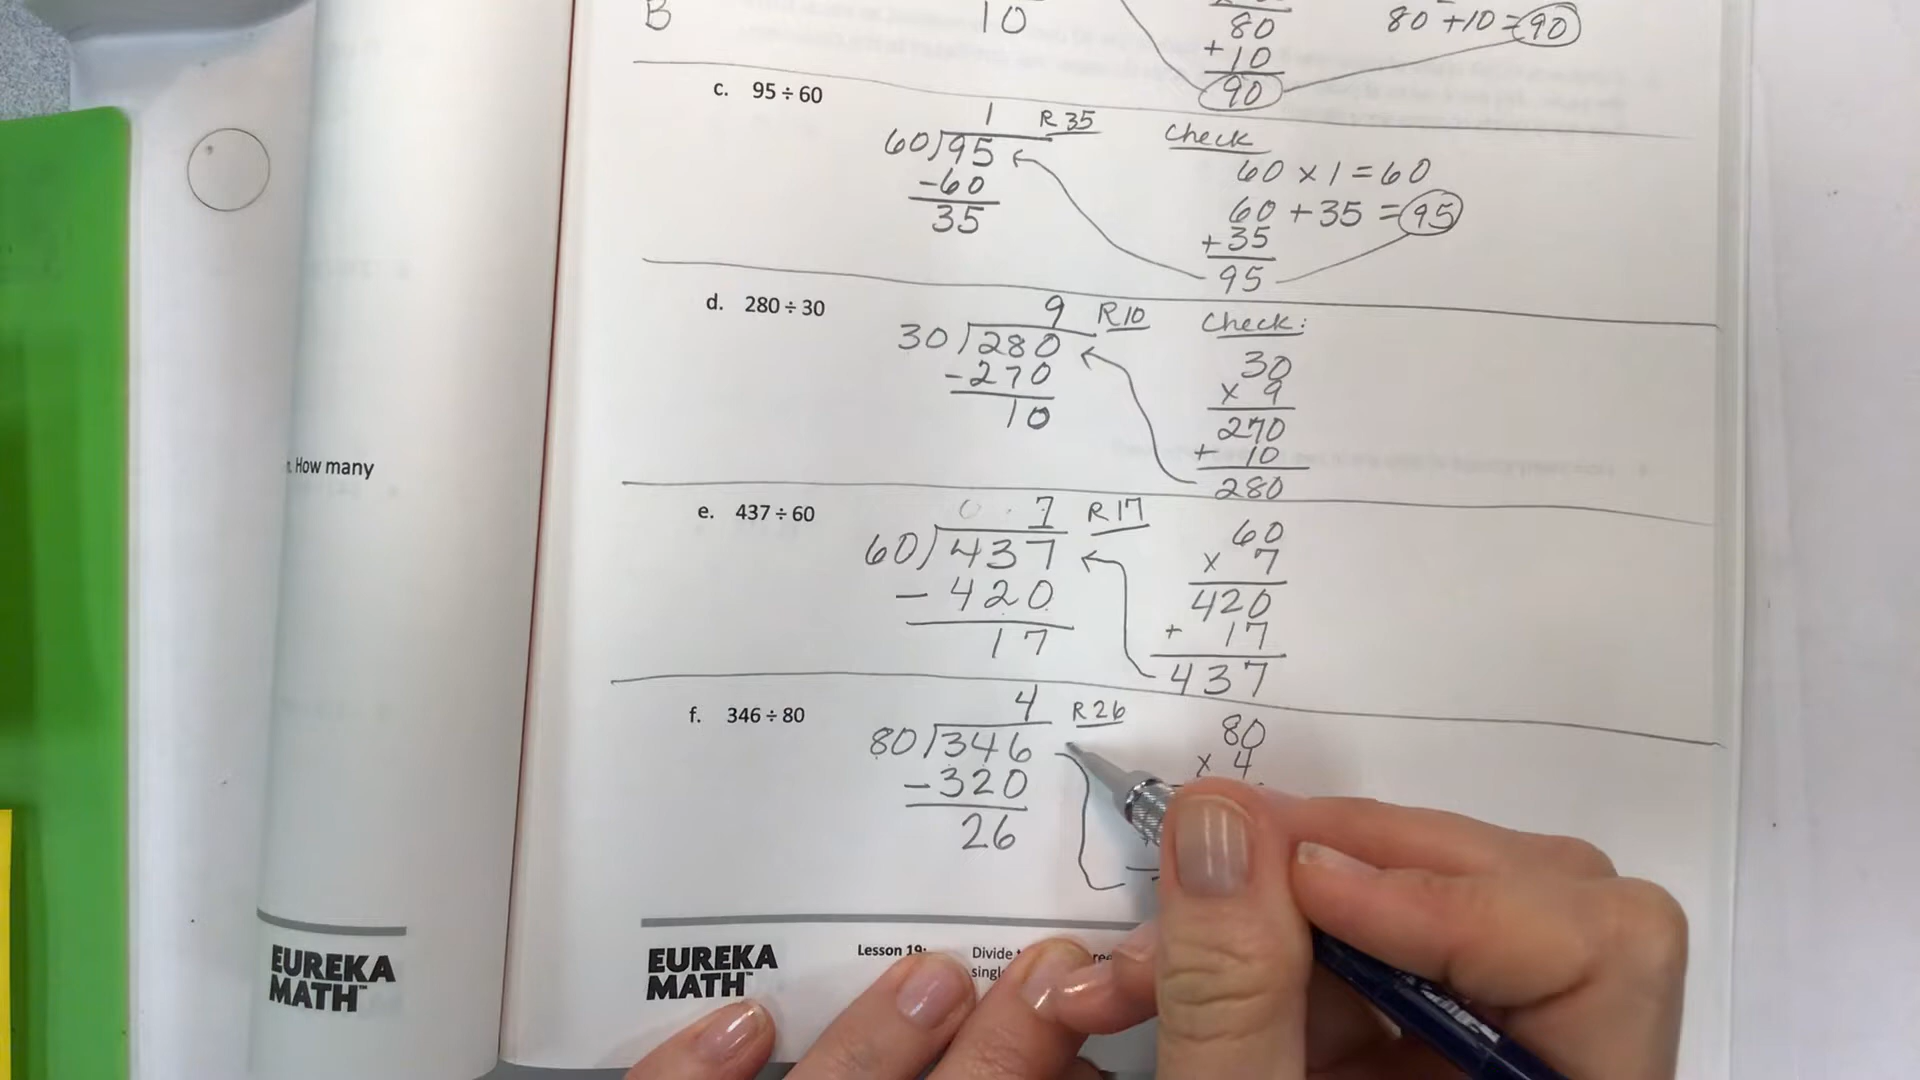 B
10
80
+10
90
80 + 10 = 90
c. 95 ÷ 60
1 R 35
60)95
-60
35
Check
60 × 1 = 60
60 + 35 = 95
+35
95
d. 280 ÷ 30
9 R10
30)280
-270
10
Check:
30
× 9
270
+ 10
280
How many
e. 437 ÷ 60
7 R17
60)437
- 420
17
60
× 7
420
+ 17
437
f. 346 ÷ 80
4 R26
80)346
-320
26
80
× 4
EUREKA
MATH™
EUREKA
MATH™
Lesson 19:
Divide